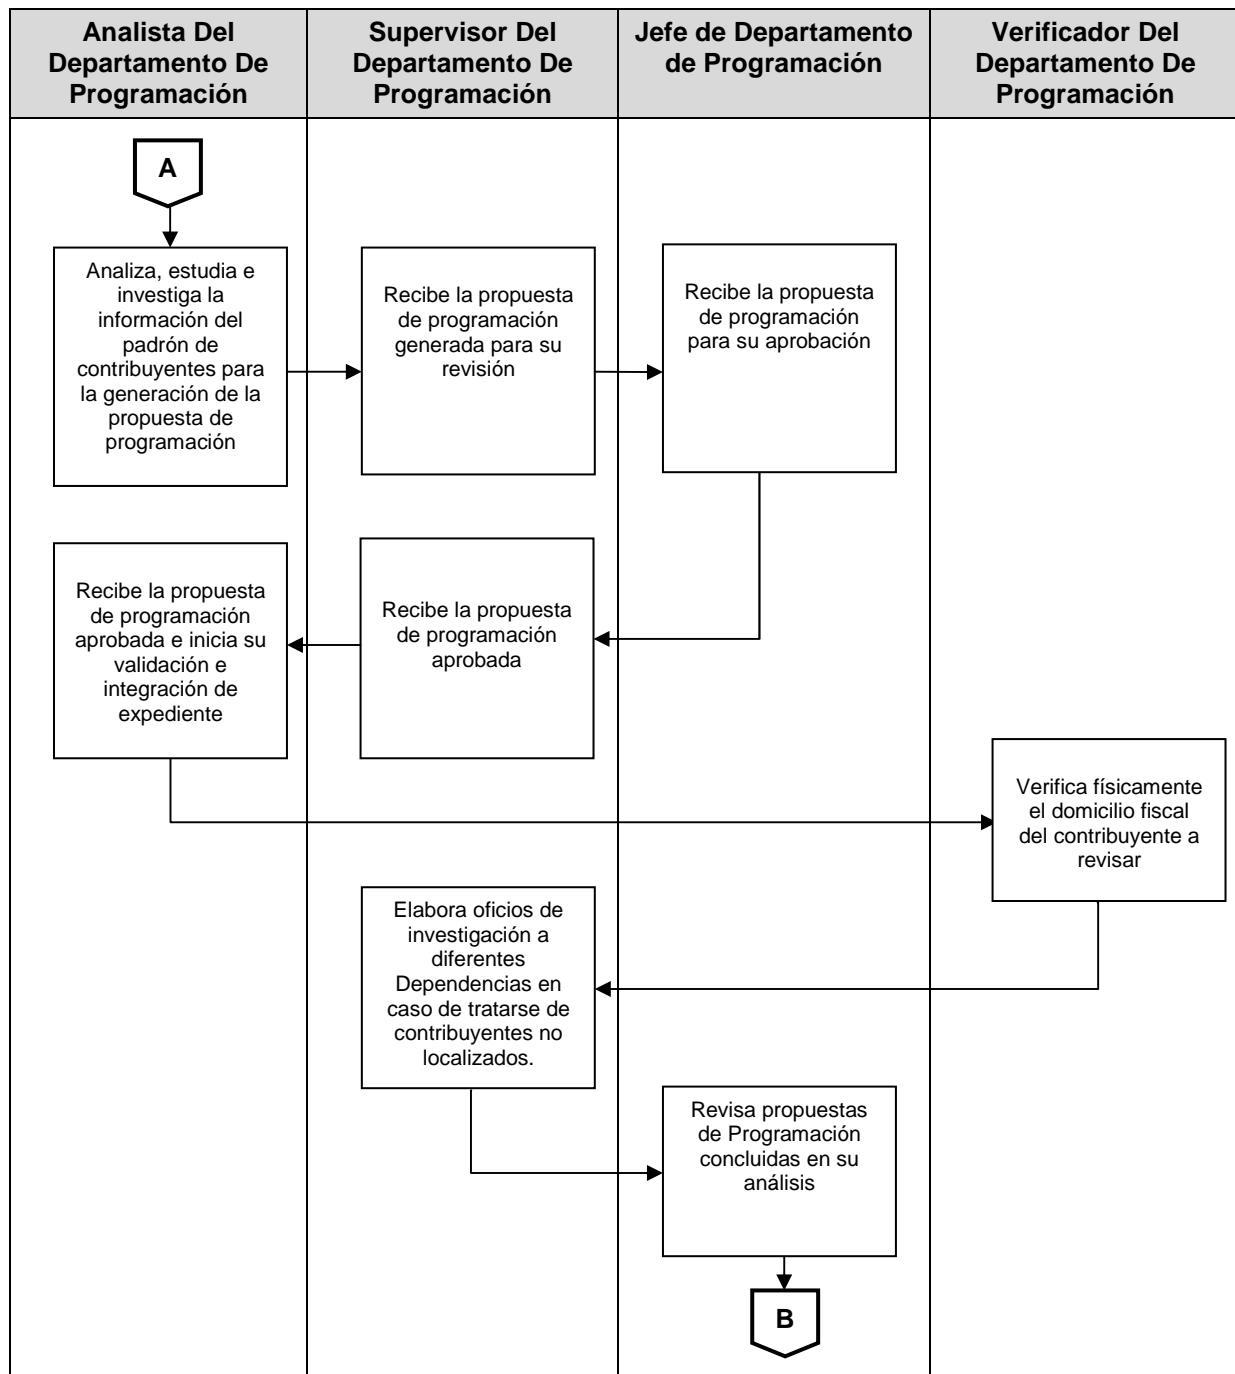 Analista Del
Departamento De
Programación
Supervisor Del
Departamento De
Programación
Jefe de Departamento
de Programación
Verificador Del
Departamento De
Programación
A
Analiza, estudia e
investiga la
información del
padrón de
contribuyentes para
la generación de la
propuesta de
programación
Recibe la propuesta
de programación
generada para su
revisión
Recibe la propuesta
de programación
para su aprobación
Recibe la propuesta
de programación
aprobada e inicia su
validación e
integración de
expediente
Recibe la propuesta
de programación
aprobada
Verifica físicamente
el domicilio fiscal
del contribuyente a
revisar
Elabora oficios de
investigación a
diferentes
Dependencias en
caso de tratarse de
contribuyentes no
localizados.
Revisa propuestas
de Programación
concluidas en su
análisis
B